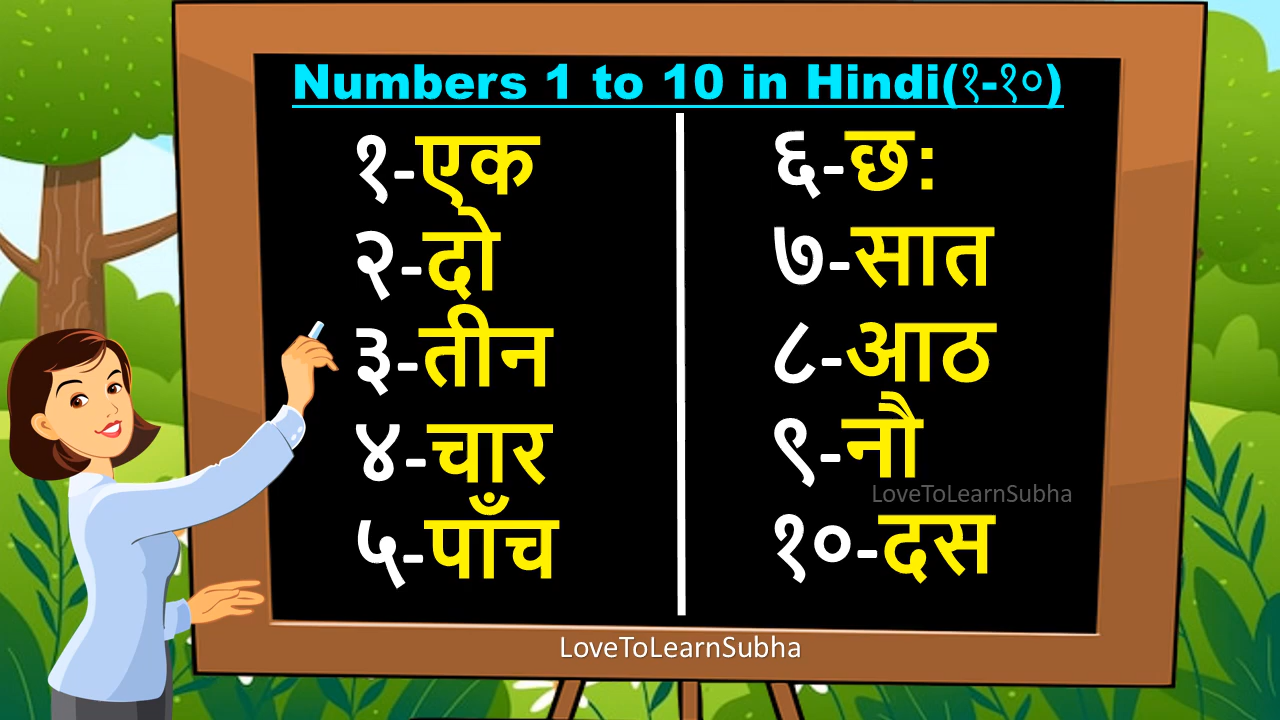 Numbers 1 to 10 in Hindi(१-१०)
१-एक
२-दो
३-तीन
४-चार
५-पाँच
६-छ:
७-सात
८-आठ
९-नौ
१०-दस
LoveToLearnSubha
LoveToLearnSubha